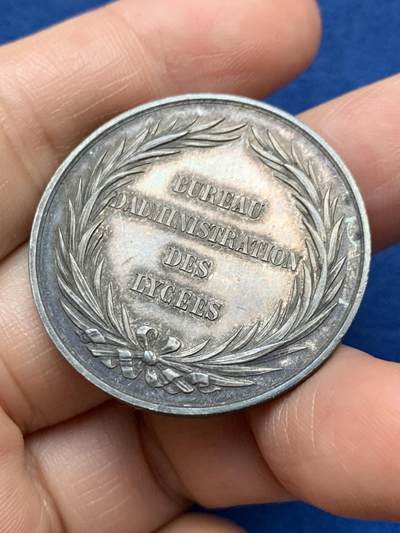 BUREAU
D'ADMINISTRATION
DES
LYCÉES